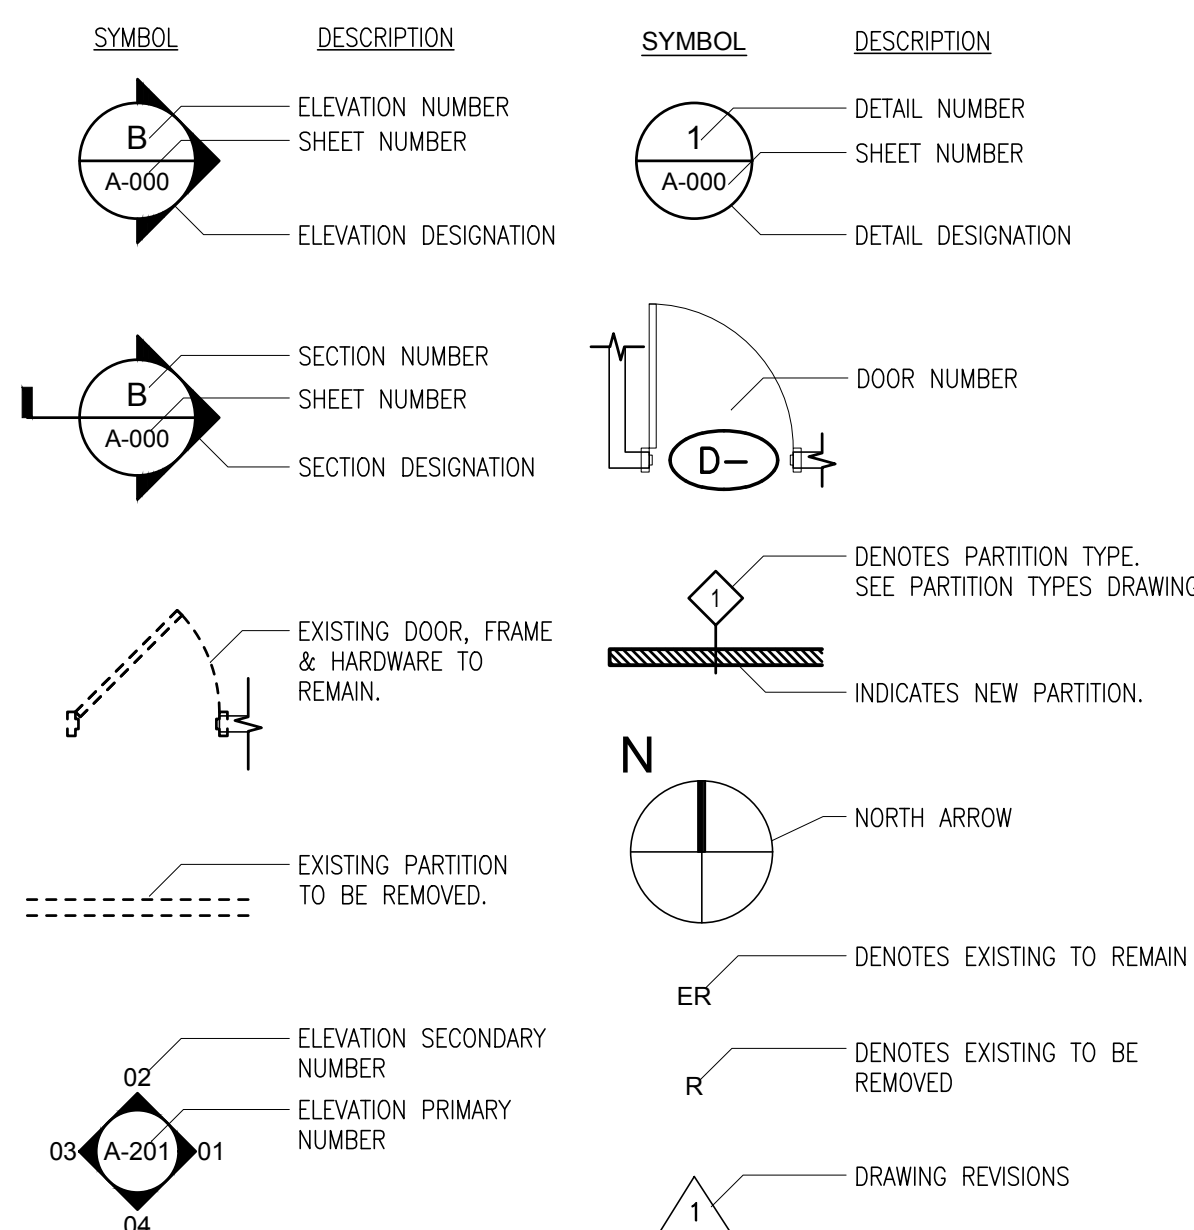 SYMBOL
DESCRIPTION
B
A-000
ELEVATION NUMBER
SHEET NUMBER
ELEVATION DESIGNATION
B
A-000
SECTION NUMBER
SHEET NUMBER
SECTION DESIGNATION
EXISTING DOOR, FRAME
& HARDWARE TO
REMAIN.
EXISTING PARTITION
TO BE REMOVED.
ELEVATION SECONDARY
NUMBER
ELEVATION PRIMARY
NUMBER
02
03
A-201
01
04
SYMBOL
DESCRIPTION
1
A-000
DETAIL NUMBER
SHEET NUMBER
DETAIL DESIGNATION
D–
DOOR NUMBER
1
DENOTES PARTITION TYPE.
SEE PARTITION TYPES DRAWING
INDICATES NEW PARTITION.
N
NORTH ARROW
ER
DENOTES EXISTING TO REMAIN
R
DENOTES EXISTING TO BE
REMOVED
1
DRAWING REVISIONS